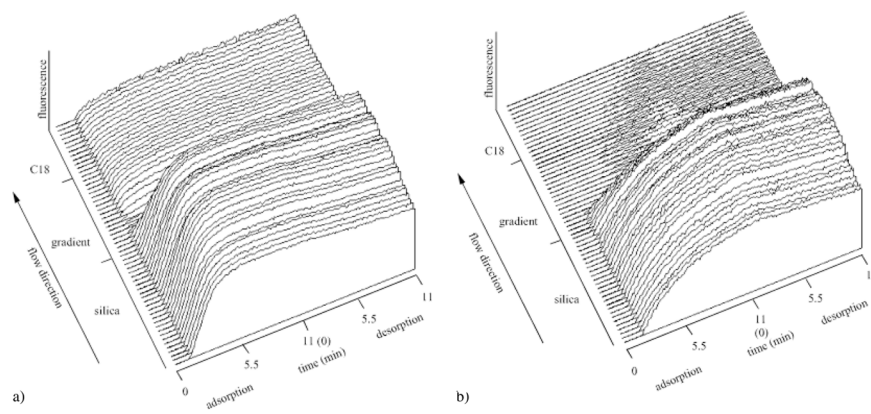 fluorescence
C18
gradient
silica
flow direction
0
5.5
11 (0)
5.5
11
adsorption
time (min)
desorption
a)
fluorescence
C18
gradient
silica
flow direction
0
5.5
11
(0)
5.5
1
adsorption
time (min)
desorption
b)